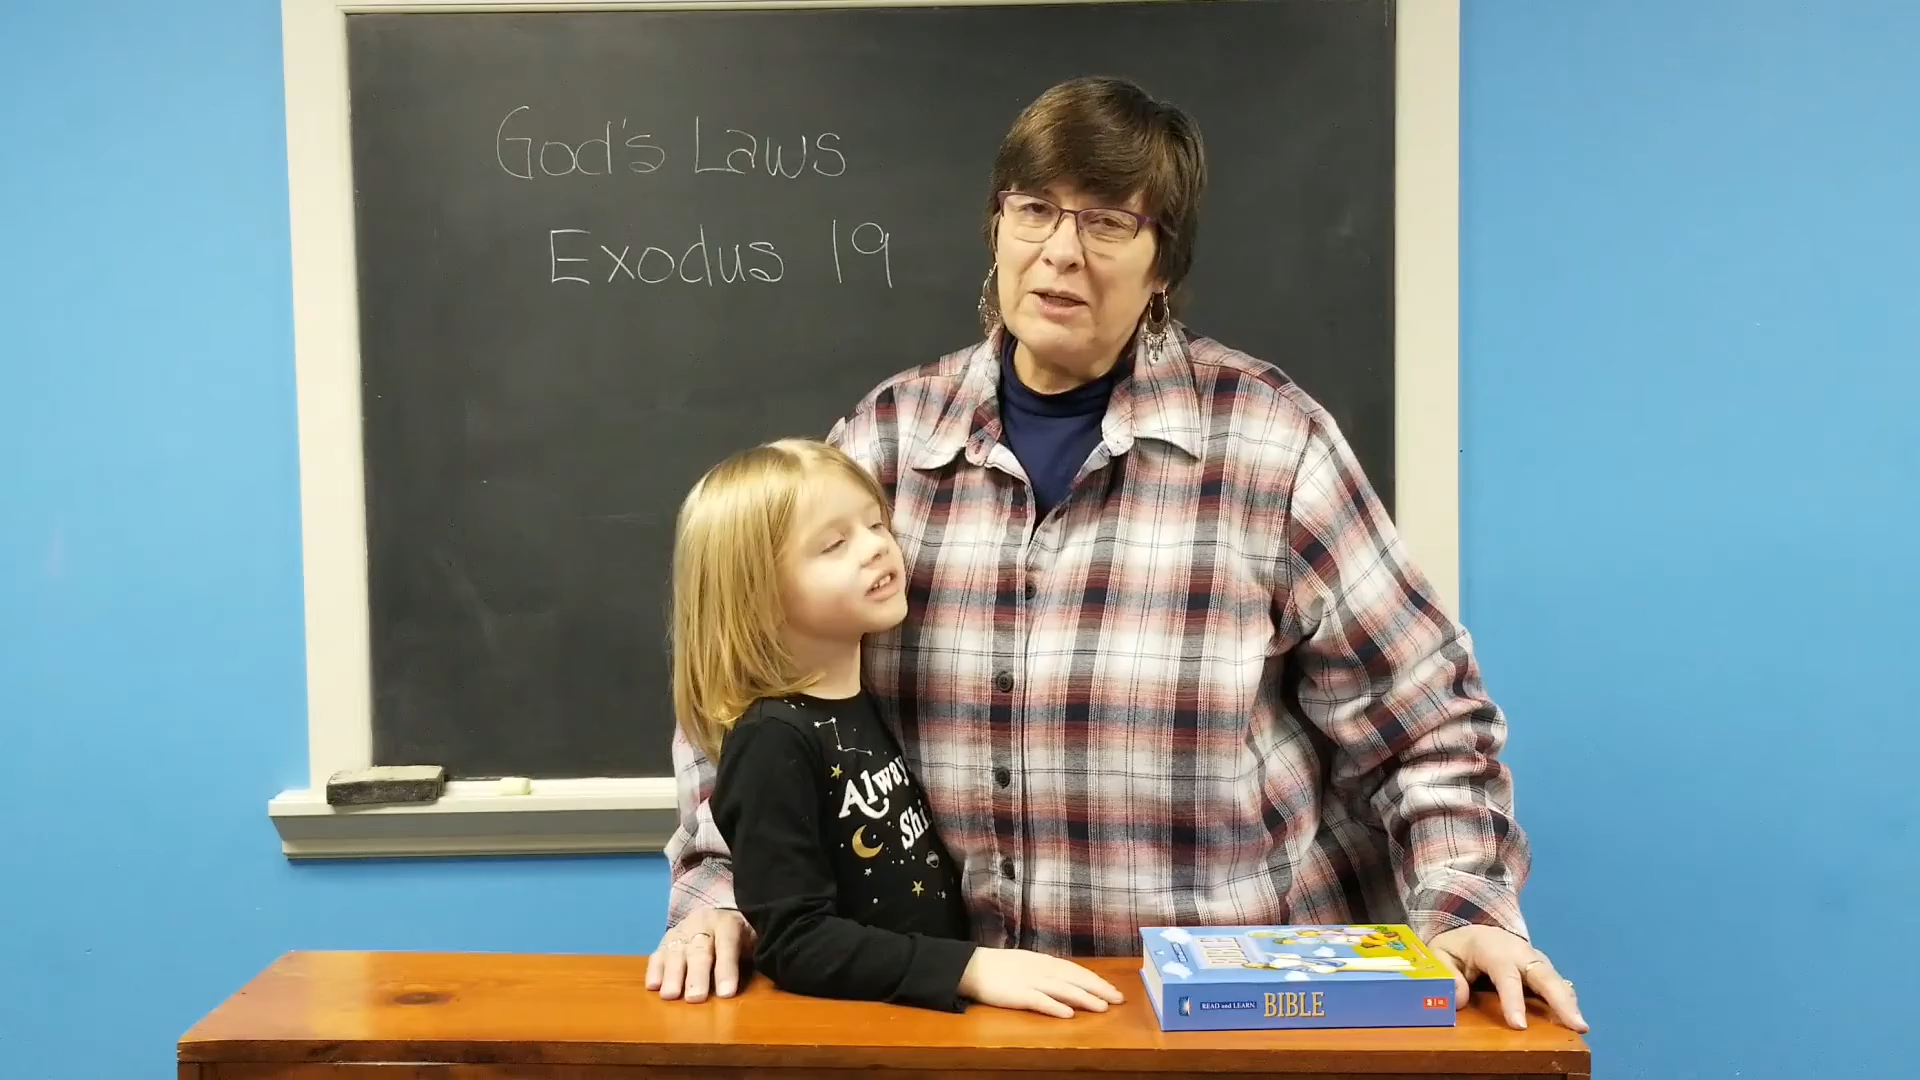 God's Laws
Exodus 19
Always
READ and LEARN BIBLE
BIBLE